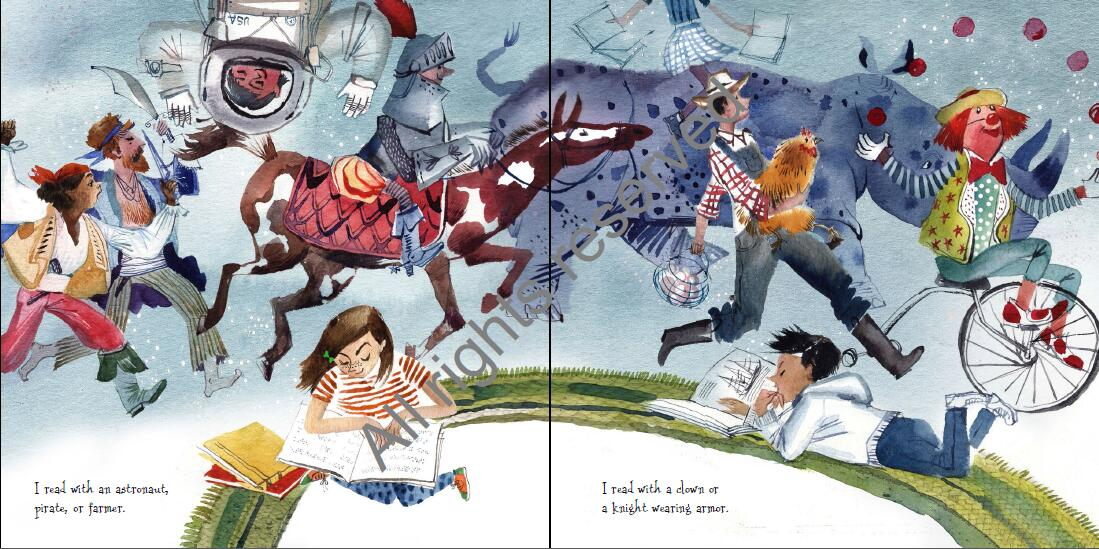 USA
All rights reserved
I read with an astronaut,
pirate, or farmer.
I read with a clown or
a knight wearing armor.